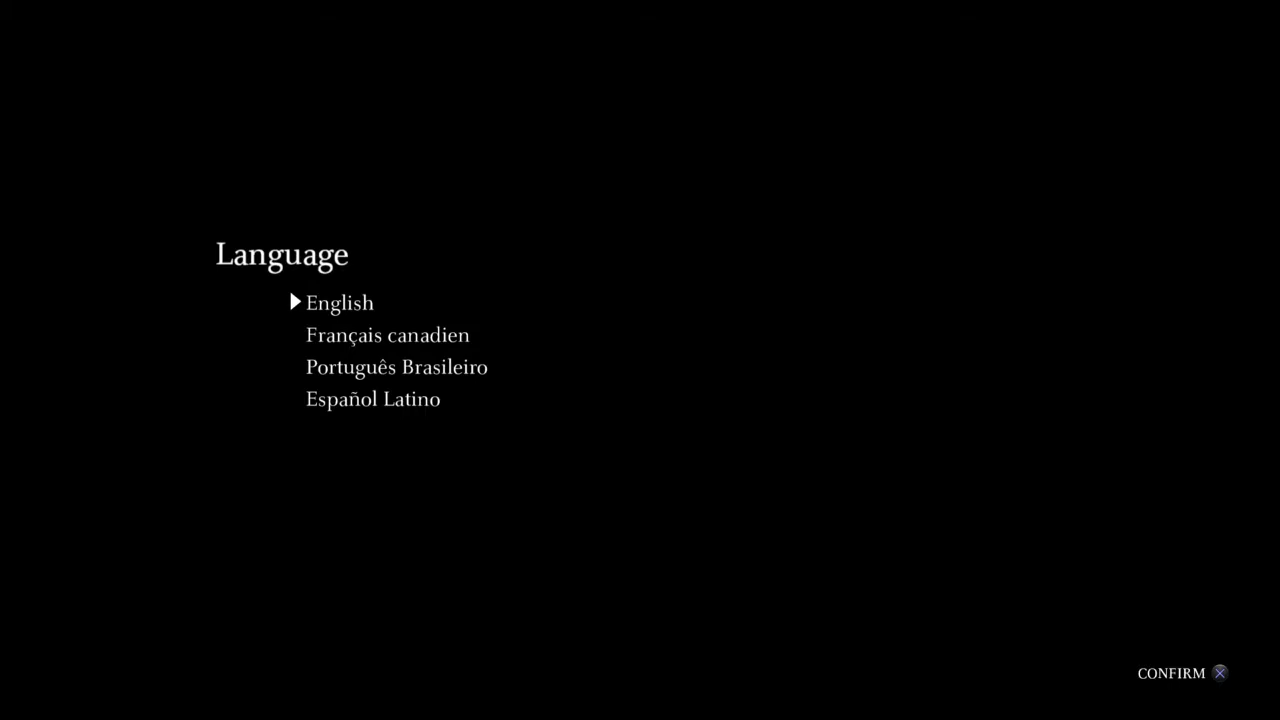 Language
English
Français canadien
Português Brasileiro
Español Latino
CONFIRM